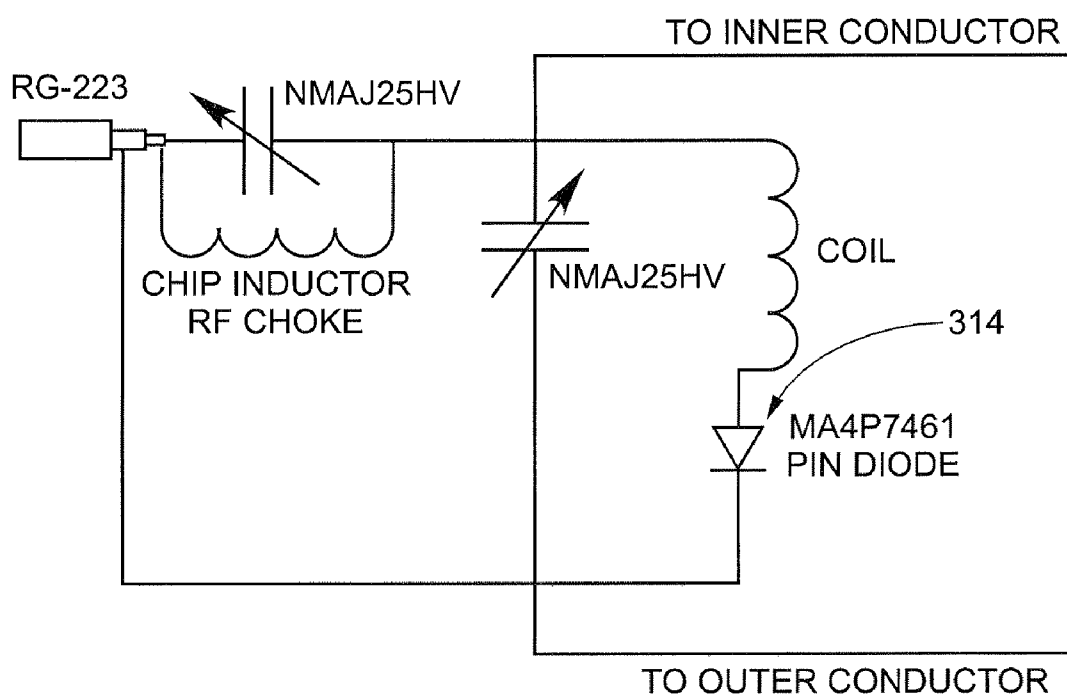 TO INNER CONDUCTOR
RG-223
NMAJ25HV
CHIP INDUCTOR
RF CHOKE
NMAJ25HV
COIL
314
MA4P7461
PIN DIODE
TO OUTER CONDUCTOR